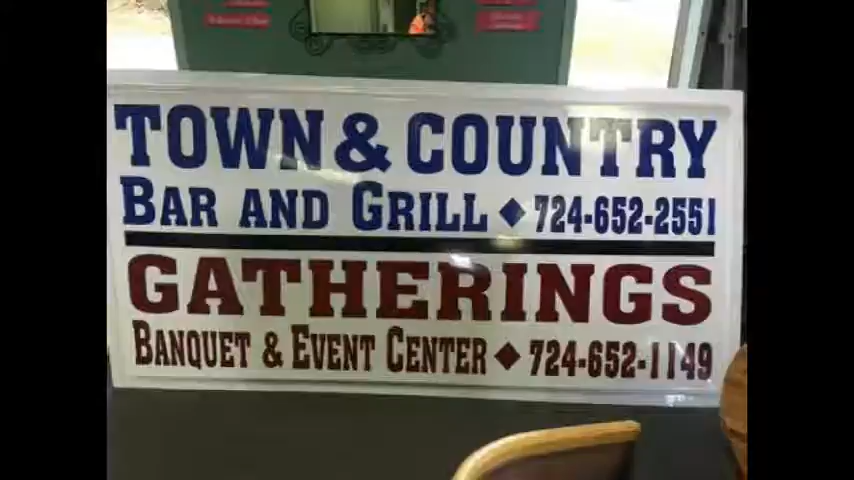 TOWN & COUNTRY
BAR AND GRILL ◆ 724-652-2551
GATHERINGS
BANQUET & EVENT CENTER ◆ 724-652-1149